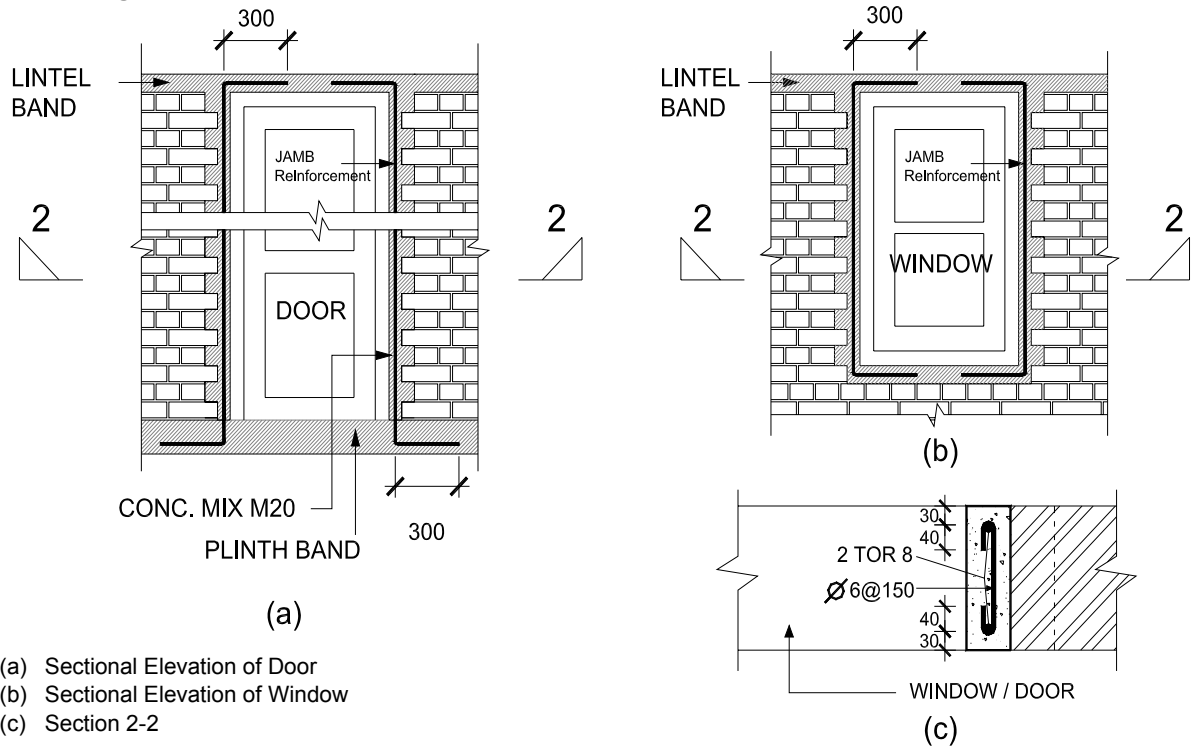 300
LINTEL
BAND
JAMB
Reinforcement
2
2
DOOR
CONC. MIX M20
PLINTH BAND
300
(a)
300
LINTEL
BAND
JAMB
Reinforcement
2
2
WINDOW
(b)
30
40
2 TOR 8
Ø6@150
40
30
WINDOW / DOOR
(c)
(a) Sectional Elevation of Door
(b) Sectional Elevation of Window
(c) Section 2-2